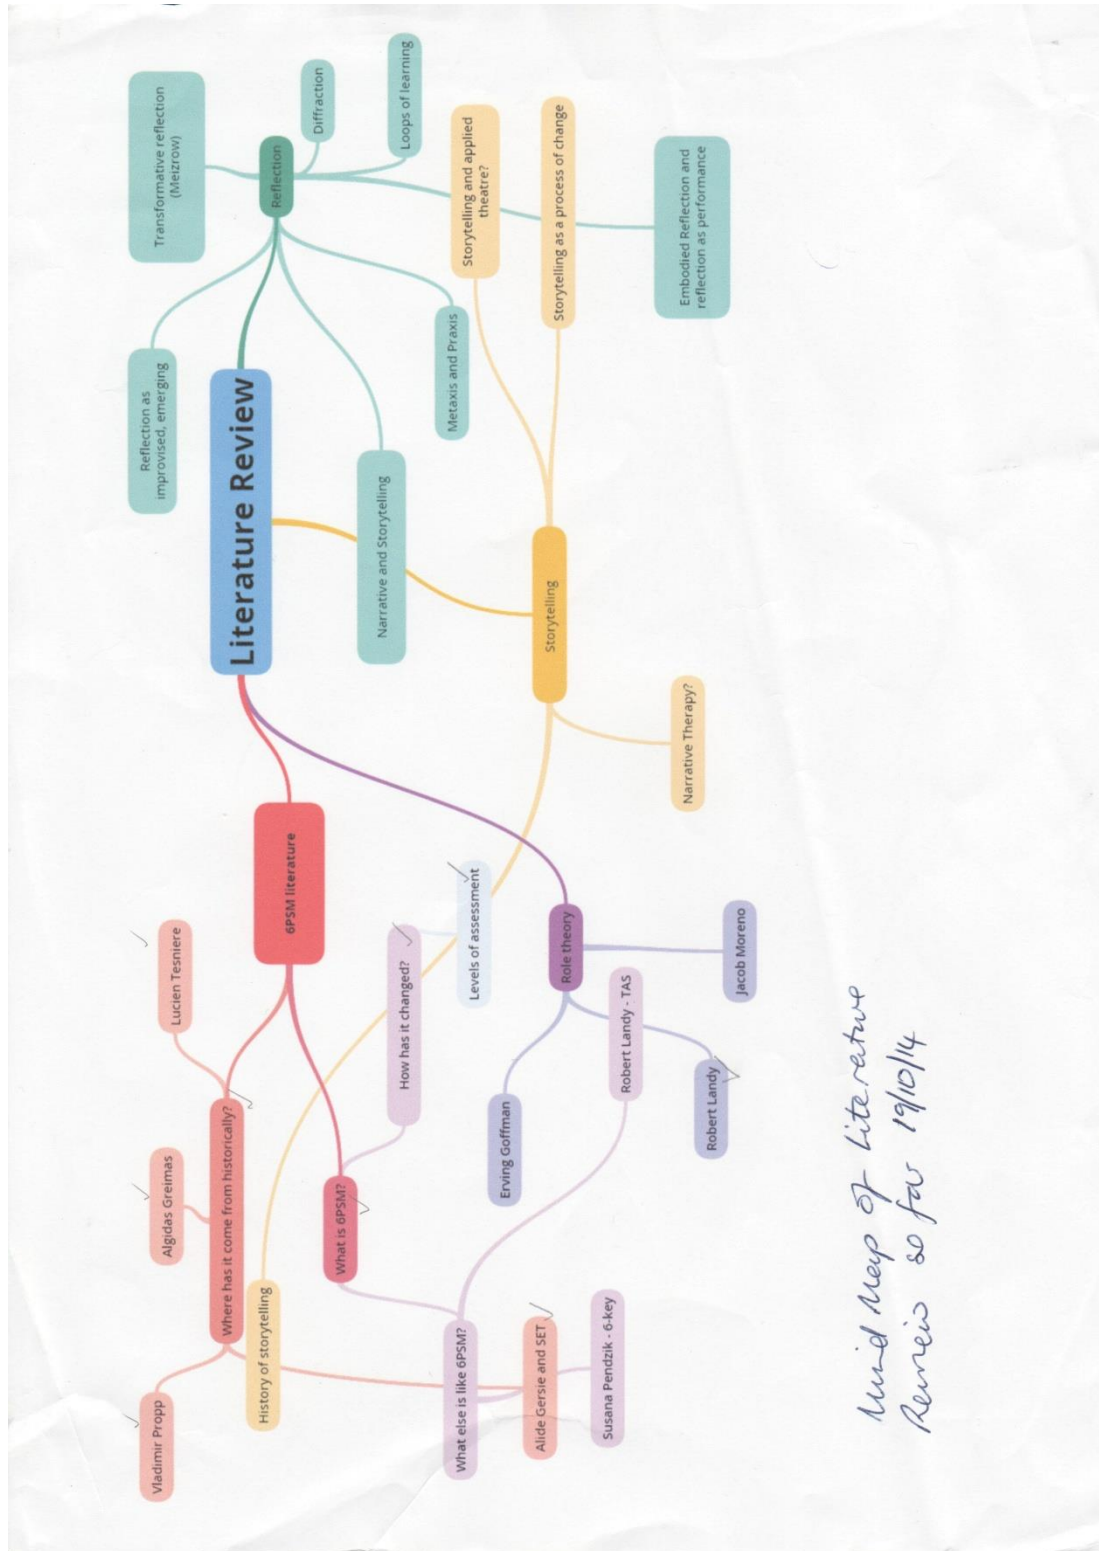 Literature Review
Reflection
Transformative reflection
(Meizrow)
Diffraction
Loops of learning
Embodied Reflection and
reflection as performance
Metaxis and Praxis
Narrative and Storytelling
Reflection as
improvised, emerging
Storytelling
Storytelling and applied
theatre?
Storytelling as a process of change
Narrative Therapy?
History of storytelling
6PSM literature
Where has it come from historically?
Lucien Tesniere
Algidas Greimas
Vladimir Propp
Alide Gersie and SET
What is 6PSM?
How has it changed?
Levels of assessment
What else is like 6PSM?
Susana Pendzik - 6-key
Robert Landy - TAS
Role theory
Erving Goffman
Robert Landy
Jacob Moreno
Mind Map of Literature
Review so far 19/10/14